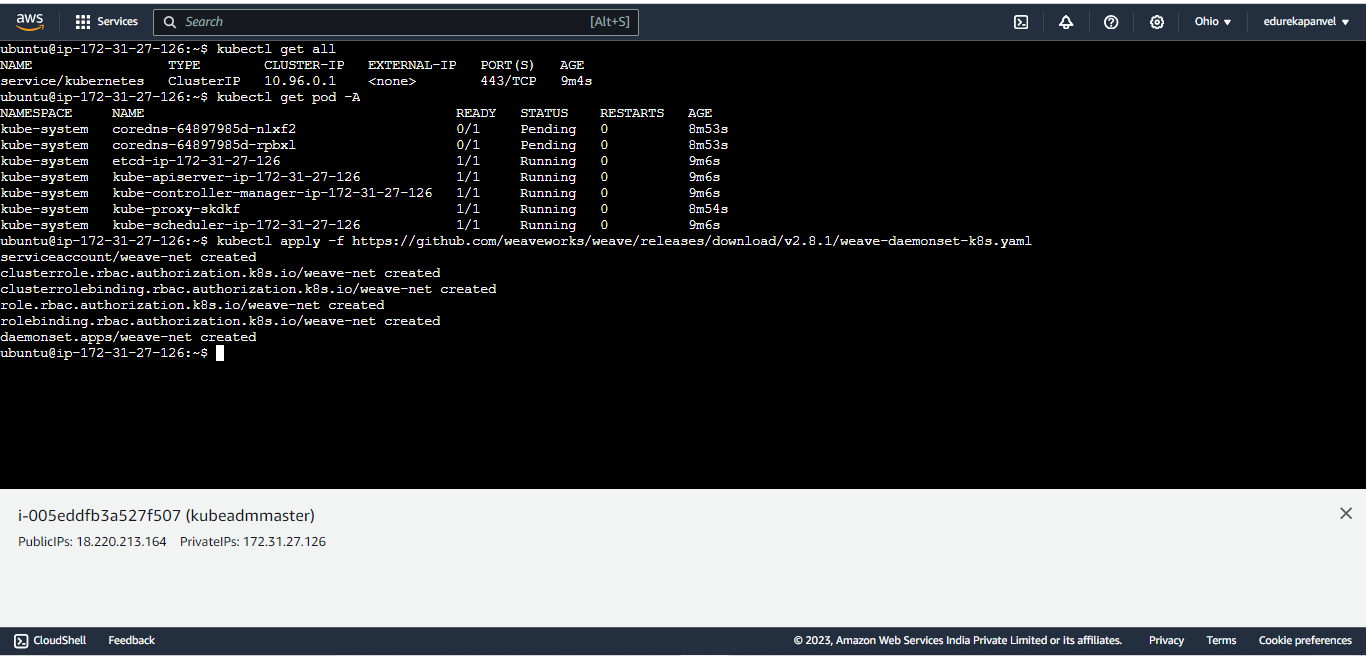 aws Services Search [Alt+S] Ohio edurekapanvel
ubuntu@ip-172-31-27-126:~$ kubectl get all
NAME TYPE CLUSTER-IP EXTERNAL-IP PORT(S) AGE
service/kubernetes ClusterIP 10.96.0.1 <none> 443/TCP 9m4s
ubuntu@ip-172-31-27-126:~$ kubectl get pod -A
NAMESPACE NAME READY STATUS RESTARTS AGE
kube-system coredns-64897985d-nlxf2 0/1 Pending 0 8m53s
kube-system coredns-64897985d-rpbxl 0/1 Pending 0 8m53s
kube-system etcd-ip-172-31-27-126 1/1 Running 0 9m6s
kube-system kube-apiserver-ip-172-31-27-126 1/1 Running 0 9m6s
kube-system kube-controller-manager-ip-172-31-27-126 1/1 Running 0 9m6s
kube-system kube-proxy-skdkf 1/1 Running 0 8m54s
kube-system kube-scheduler-ip-172-31-27-126 1/1 Running 0 9m6s
ubuntu@ip-172-31-27-126:~$ kubectl apply -f https://github.com/weaveworks/weave/releases/download/v2.8.1/weave-daemonset-k8s.yaml
serviceaccount/weave-net created
clusterrole.rbac.authorization.k8s.io/weave-net created
clusterrolebinding.rbac.authorization.k8s.io/weave-net created
role.rbac.authorization.k8s.io/weave-net created
rolebinding.rbac.authorization.k8s.io/weave-net created
daemonset.apps/weave-net created
ubuntu@ip-172-31-27-126:~$
i-005eddfb3a527f507 (kubeadmmaster)
PublicIPs: 18.220.213.164 PrivateIPs: 172.31.27.126
CloudShell Feedback © 2023, Amazon Web Services India Private Limited or its affiliates. Privacy Terms Cookie preferences